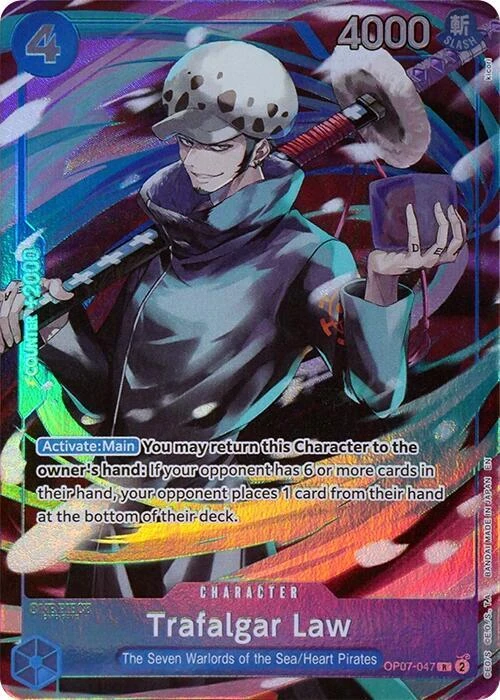 4
4000
斬
SLASH
COUNTER +2000
D E
Activate:Main You may return this Character to the
owner's hand: If your opponent has 6 or more cards in
their hand, your opponent places 1 card from their hand
at the bottom of their deck.
CHARACTER
ONE PIECE
Trafalgar Law
The Seven Warlords of the Sea/Heart Pirates
OP07-047 R 2
BANDAI MADE IN JAPAN EN